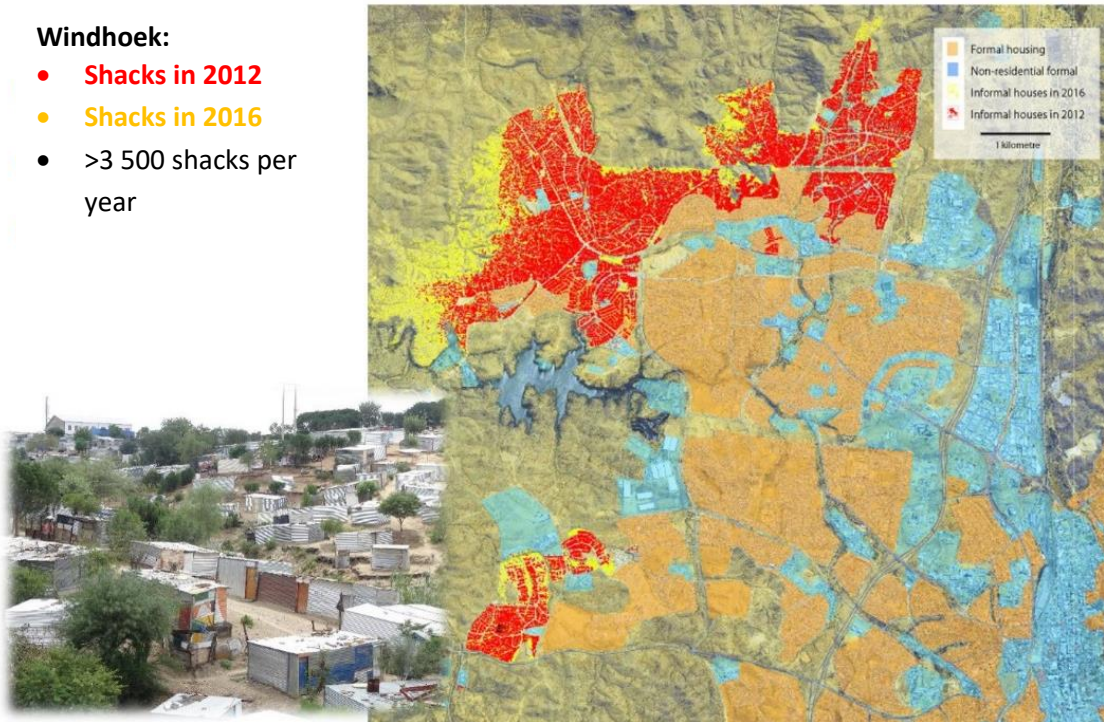 Windhoek:
• Shacks in 2012
• Shacks in 2016
• >3 500 shacks per
year
Formal housing
Non-residential formal
Informal houses in 2016
Informal houses in 2012
1 kilometre